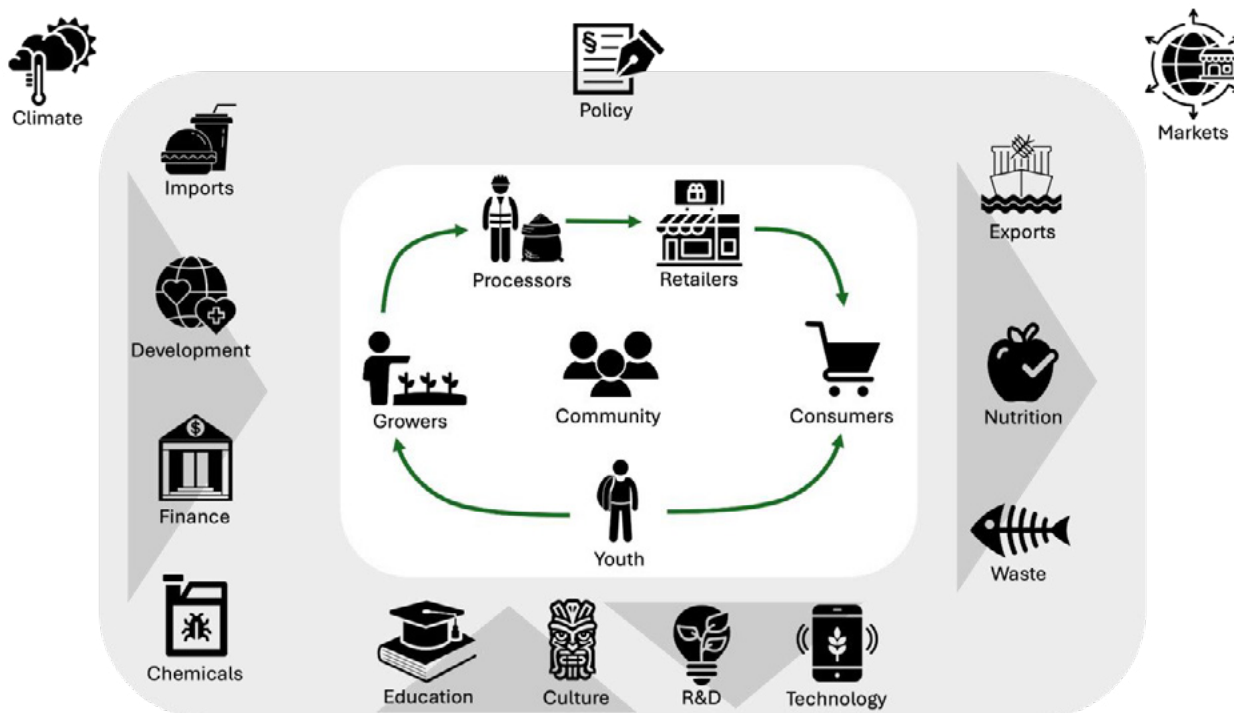 Climate
§
Policy
Markets
Imports
Exports
Processors
Retailers
Development
Growers
Community
Consumers
Nutrition
$
Finance
Youth
Waste
Chemicals
Education
Culture
R&D
Technology